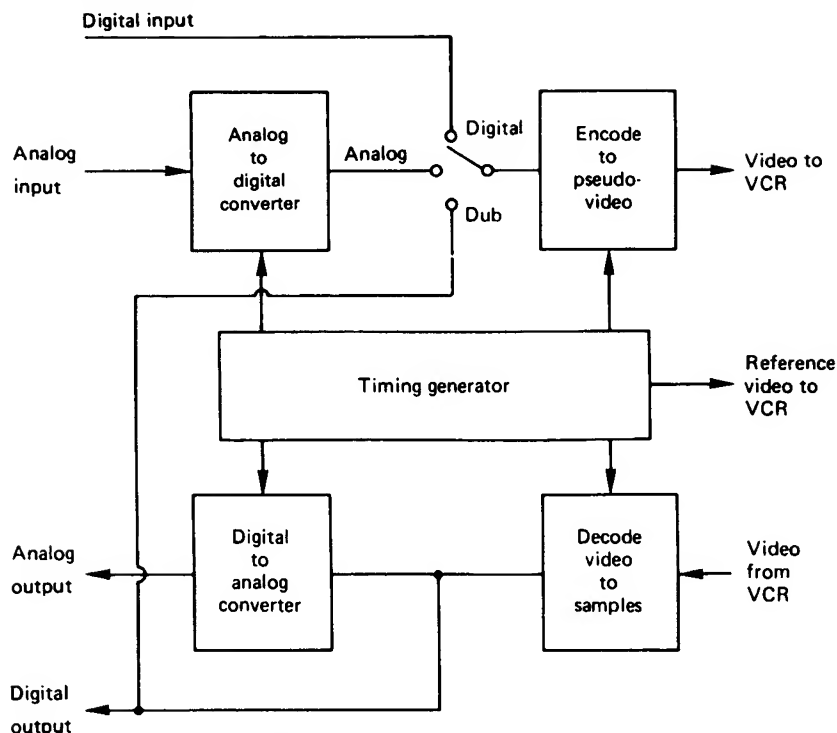 Digital input
Analog
input
Analog
to
digital
converter
Analog
Digital
Dub
Encode
to
pseudo-
video
Video to
VCR
Timing generator
Reference
video to
VCR
Analog
output
Digital
to
analog
converter
Decode
video
to
samples
Video
from
VCR
Digital
output